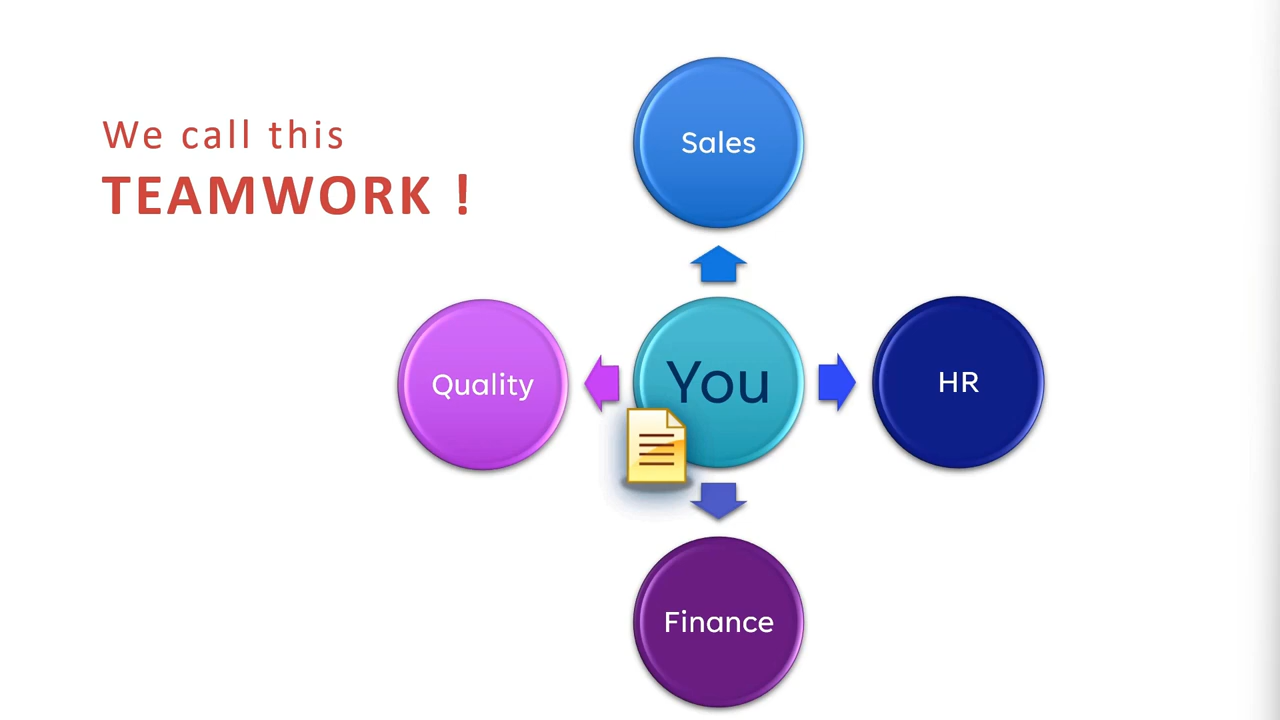 We call this
TEAMWORK !
Sales
Quality
You
HR
Finance